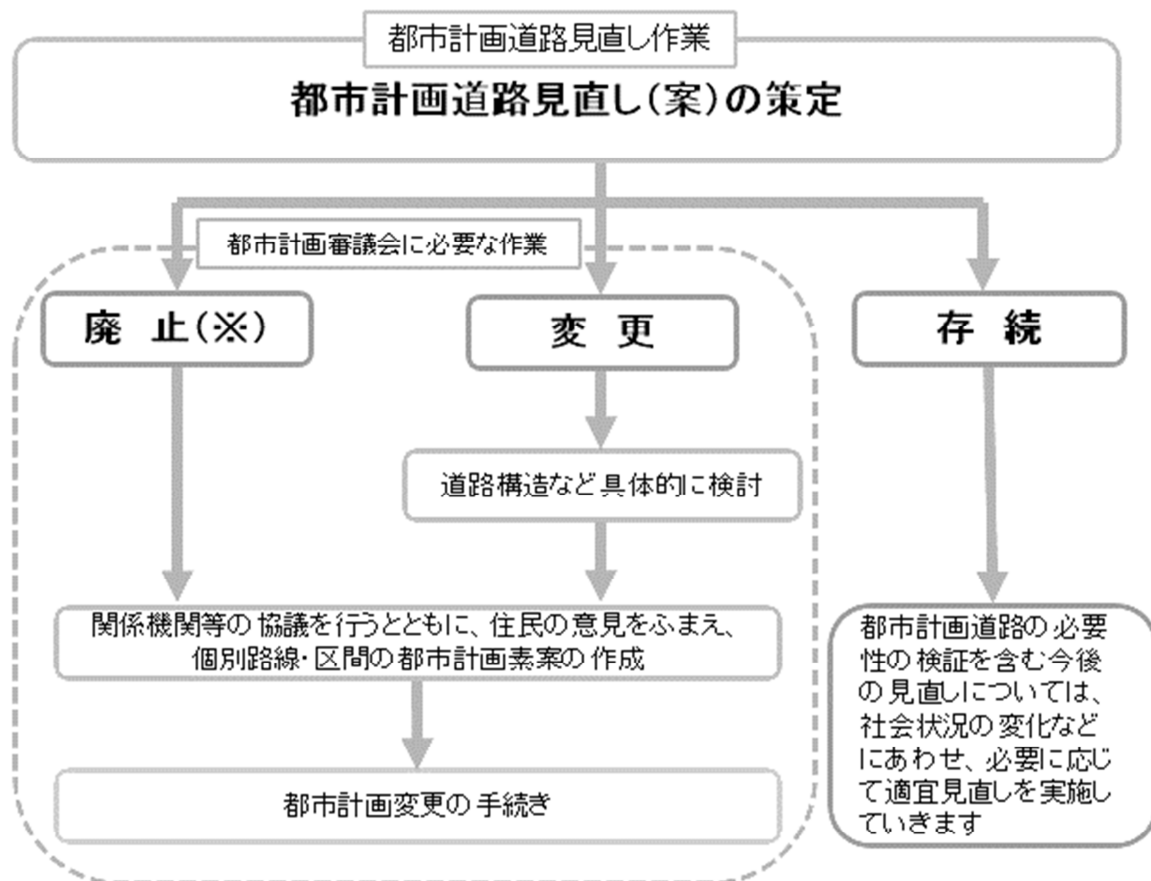 都市計画道路見直し作業
都市計画道路見直し(案)の策定
都市計画審議会に必要な作業
廃 止(※)
変 更
存 続
道路構造など具体的に検討
関係機関等の協議を行うとともに、住民の意見をふまえ、
個別路線・区間の都市計画素案の作成
都市計画変更の手続き
都市計画道路の必要
性の検証を含む今後
の見直しについては、
社会状況の変化など
にあわせ、必要に応じ
て適宜見直しを実施し
ていきます